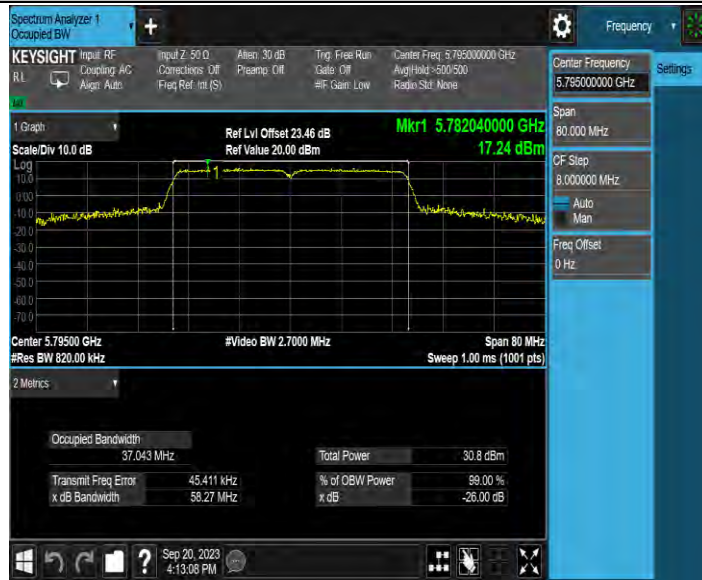 Spectrum Analyzer 1
Occupied BW
+
Frequency
KEYSIGHT
RL
Input: RF
Coupling: AC
Align: Auto
Input Z: 50 Ω
Corrections: Off
Freq Ref: Int (S)
Atten: 30 dB
Preamp: Off
Trig: Free Run
Gate: Off
#IF Gain: Low
Center Freq: 5.795000000 GHz
Avg|Hold:>500/500
Radio Std: None
Center Frequency
5.795000000 GHz
Settings
Span
80.000 MHz
CF Step
8.000000 MHz
Auto
Man
Freq Offset
0 Hz
1 Graph
Scale/Div 10.0 dB
Ref Lvl Offset 23.46 dB
Ref Value 20.00 dBm
Mkr1 5.782040000 GHz
17.24 dBm
Log
10.0
0.00
-10.0
-20.0
-30.0
-40.0
-50.0
-60.0
-70.0
1
Center 5.79500 GHz
#Video BW 2.7000 MHz
Span 80 MHz
#Res BW 820.00 kHz
Sweep 1.00 ms (1001 pts)
2 Metrics
Occupied Bandwidth
37.043 MHz
Total Power 30.8 dBm
Transmit Freq Error 45.411 kHz
% of OBW Power 99.00 %
x dB Bandwidth 58.27 MHz
x dB -26.00 dB
?
Sep 20, 2023
4:13:08 PM